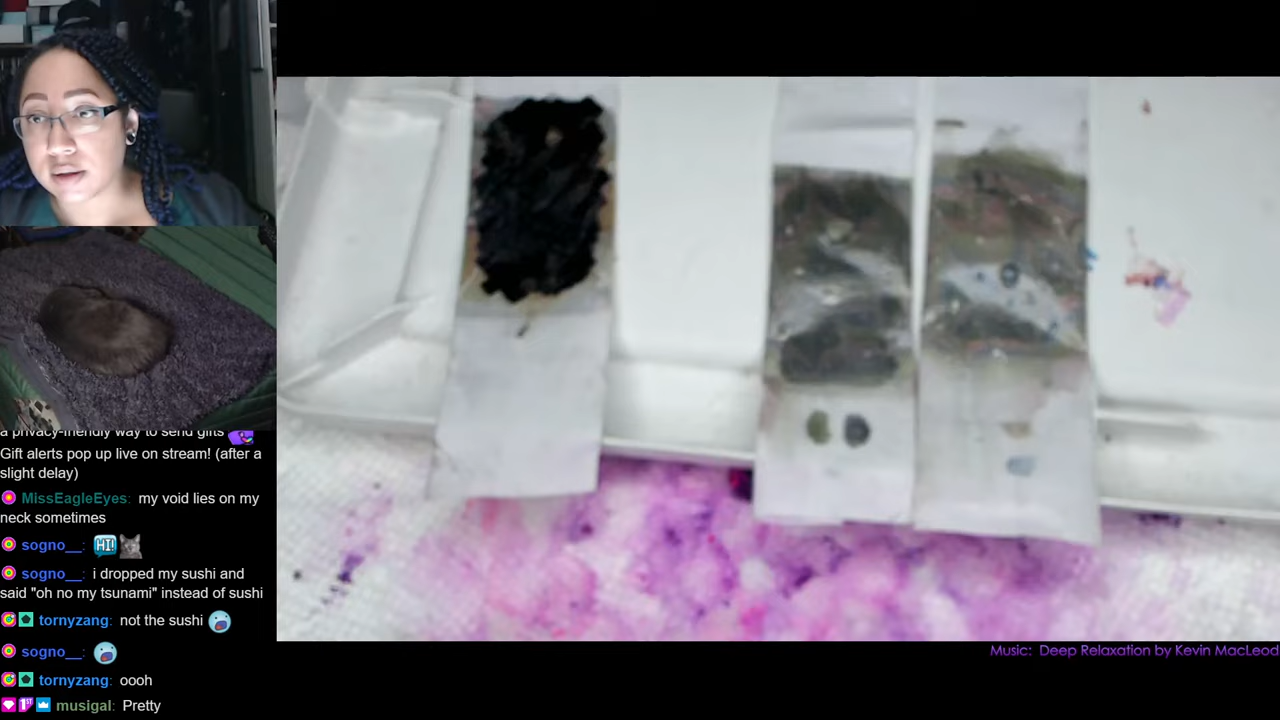 a privacy-friendly way to send gifts
Gift alerts pop up live on stream! (after a
slight delay)
MissEagleEyes: my void lies on my
neck sometimes
sogno__: HI!
sogno__: i dropped my sushi and
said "oh no my tsunami" instead of sushi
tornyzang: not the sushi
sogno__:
tornyzang: oooh
1st musigal: Pretty
Music: Deep Relaxation by Kevin MacLeod